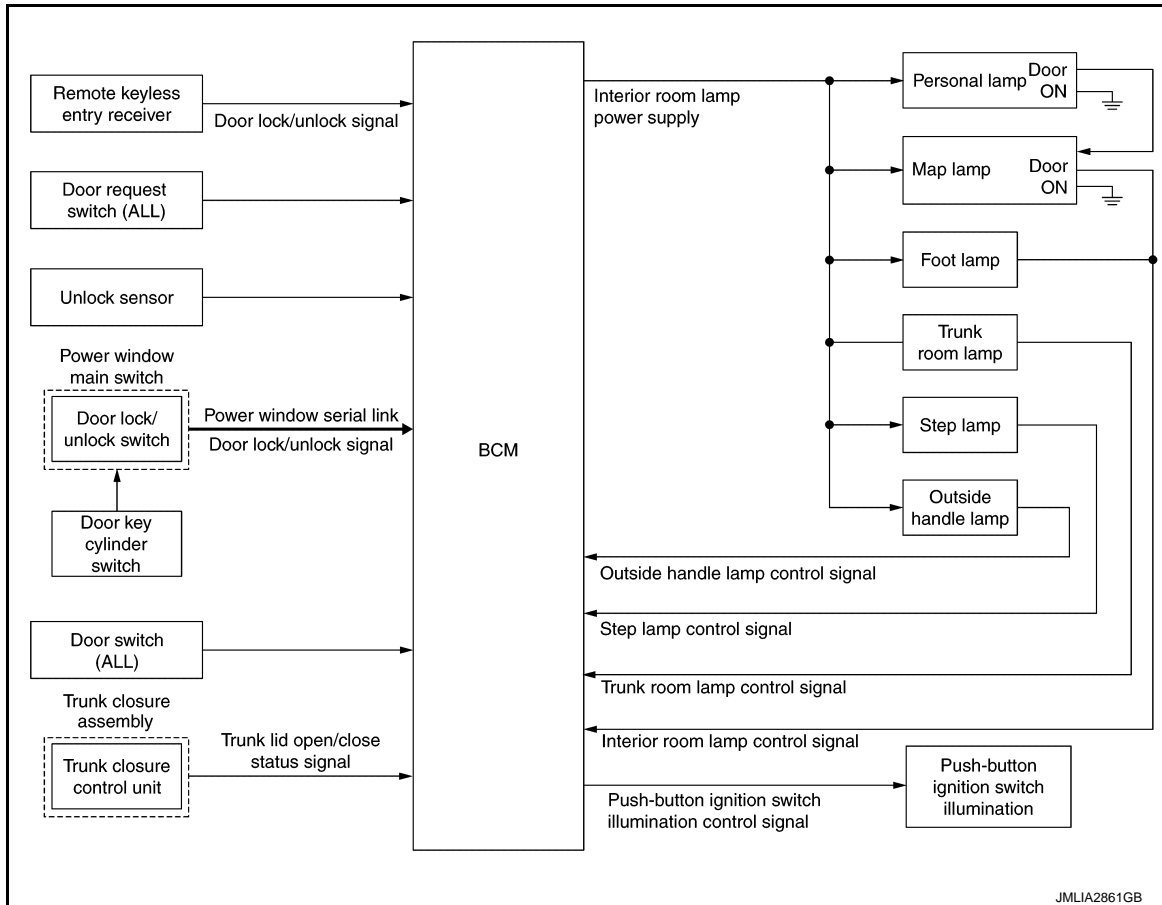 Remote keyless
entry receiver
Door lock/unlock signal
Door request
switch (ALL)
Unlock sensor
Power window
main switch
Door lock/
unlock switch
Power window serial link
Door lock/unlock signal
Door key
cylinder
switch
Door switch
(ALL)
Trunk closure
assembly
Trunk closure
control unit
Trunk lid open/close
status signal
BCM
Interior room lamp
power supply
Personal lamp
Door
ON
Map lamp
Door
ON
Foot lamp
Trunk
room lamp
Step lamp
Outside
handle lamp
Outside handle lamp control signal
Step lamp control signal
Trunk room lamp control signal
Interior room lamp control signal
Push-button ignition switch
illumination control signal
Push-button
ignition switch
illumination
JMLIA2861GB